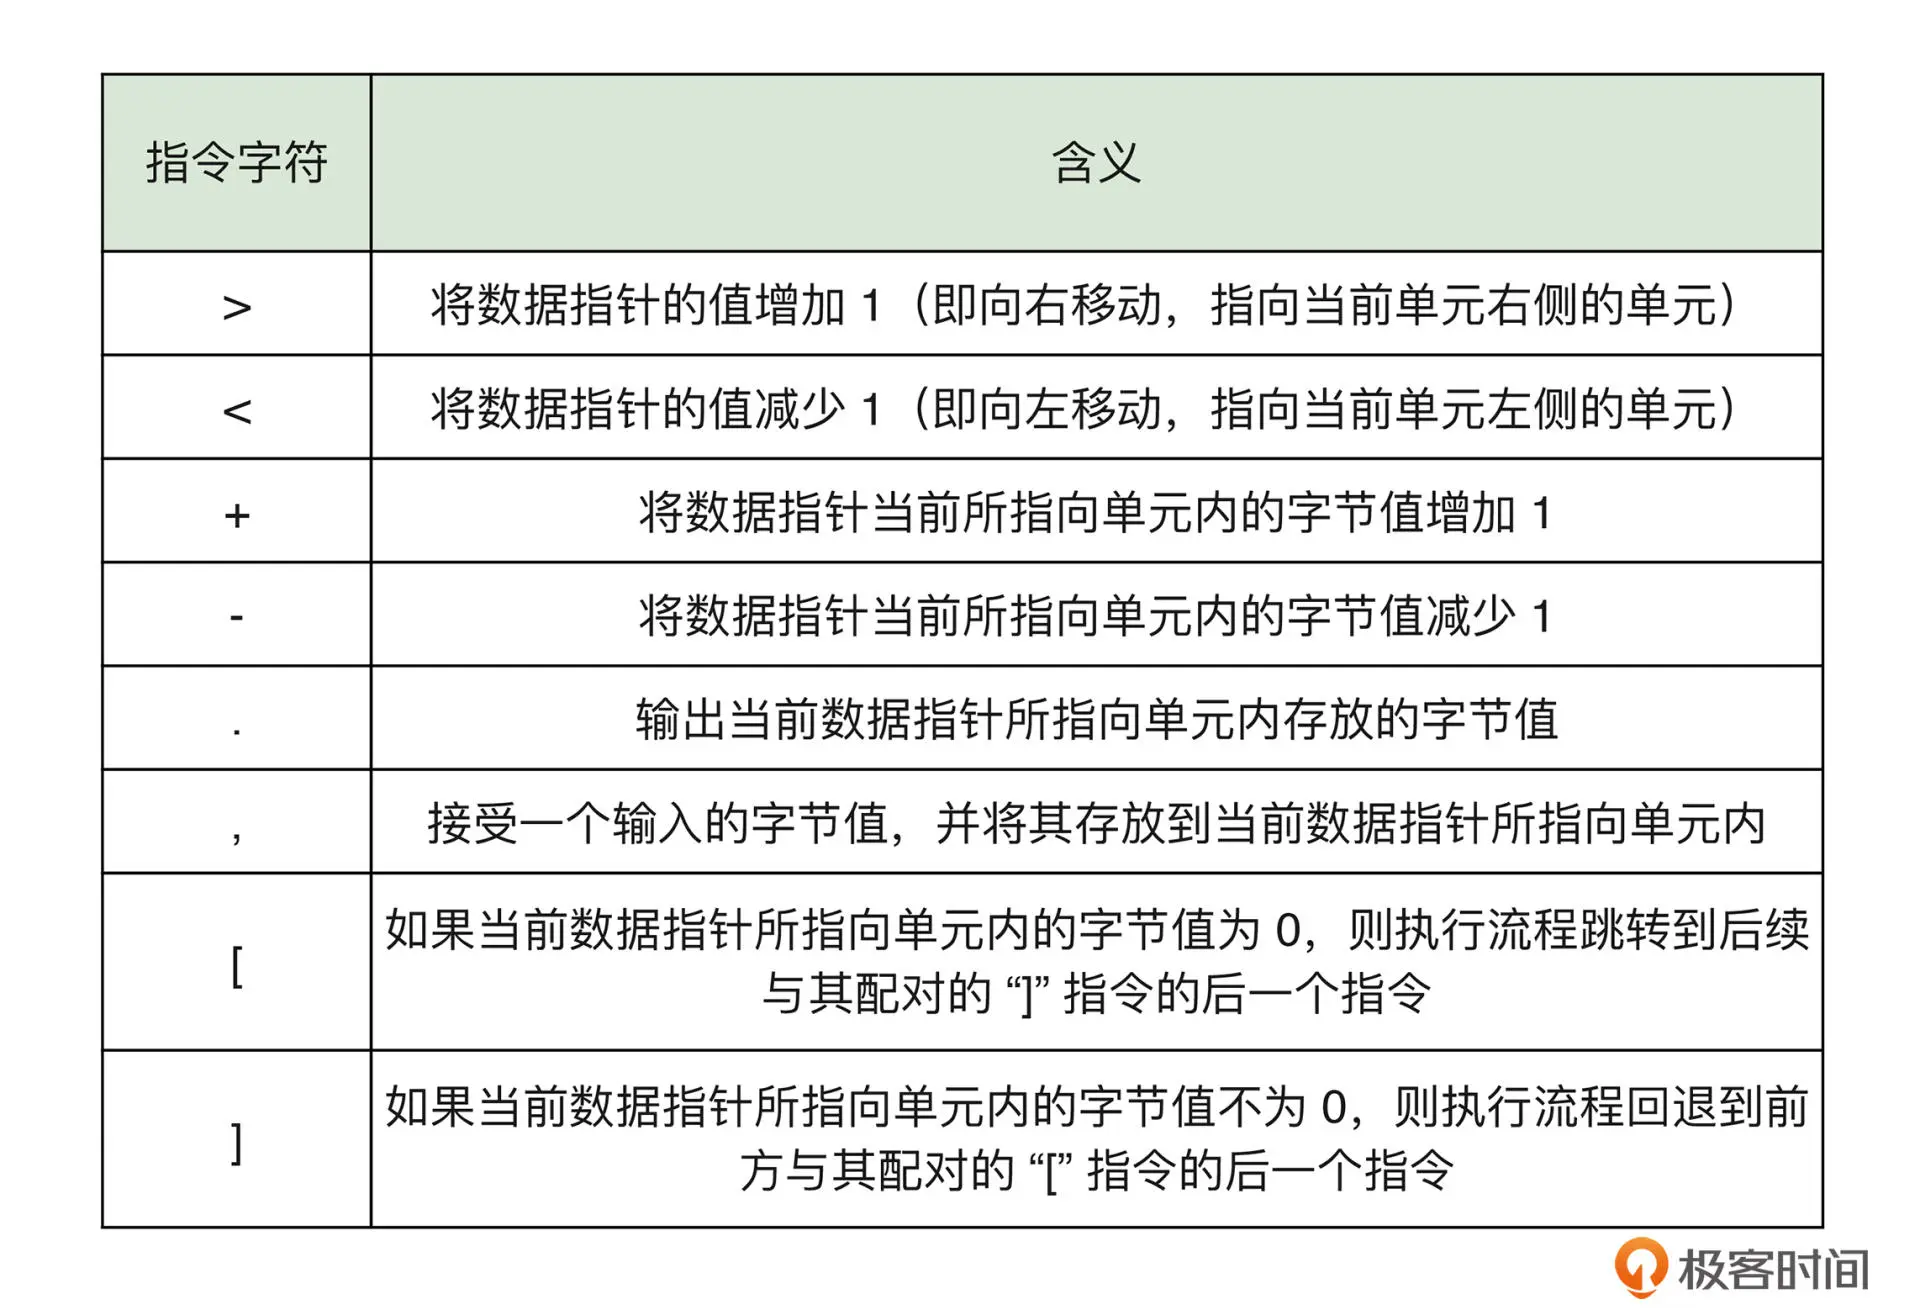 指令字符
含义
>
将数据指针的值增加 1（即向右移动，指向当前单元右侧的单元）
<
将数据指针的值减少 1（即向左移动，指向当前单元左侧的单元）
+
将数据指针当前所指向单元内的字节值增加 1
-
将数据指针当前所指向单元内的字节值减少 1
.
输出当前数据指针所指向单元内存放的字节值
,
接受一个输入的字节值，并将其存放到当前数据指针所指向单元内
[
如果当前数据指针所指向单元内的字节值为 0，则执行流程跳转到后续
与其配对的 “]” 指令的后一个指令
]
如果当前数据指针所指向单元内的字节值不为 0，则执行流程回退到前
方与其配对的 “[” 指令的后一个指令
极客时间